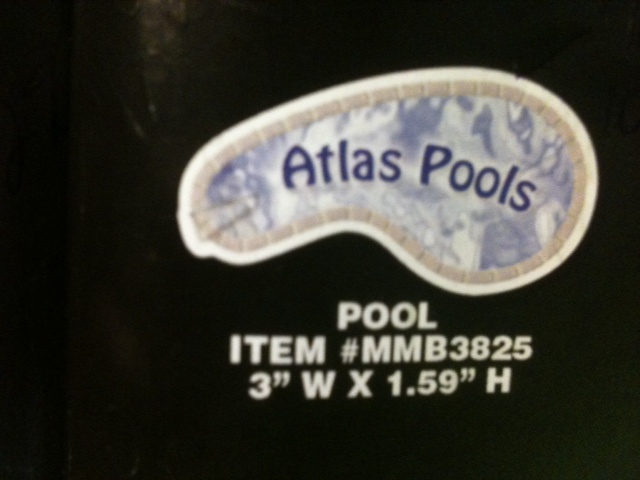 Atlas Pools
POOL
ITEM #MMB3825
3” W X 1.59” H